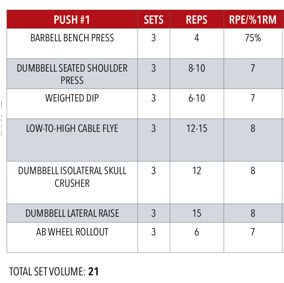 PUSH #1 SETS REPS RPE/%1RM
BARBELL BENCH PRESS 3 4 75%
DUMBBELL SEATED SHOULDER PRESS 3 8-10 7
WEIGHTED DIP 3 6-10 7
LOW-TO-HIGH CABLE FLYE 3 12-15 8
DUMBBELL ISOLATERAL SKULL CRUSHER 3 12 8
DUMBBELL LATERAL RAISE 3 15 8
AB WHEEL ROLLOUT 3 6 7
TOTAL SET VOLUME: 21